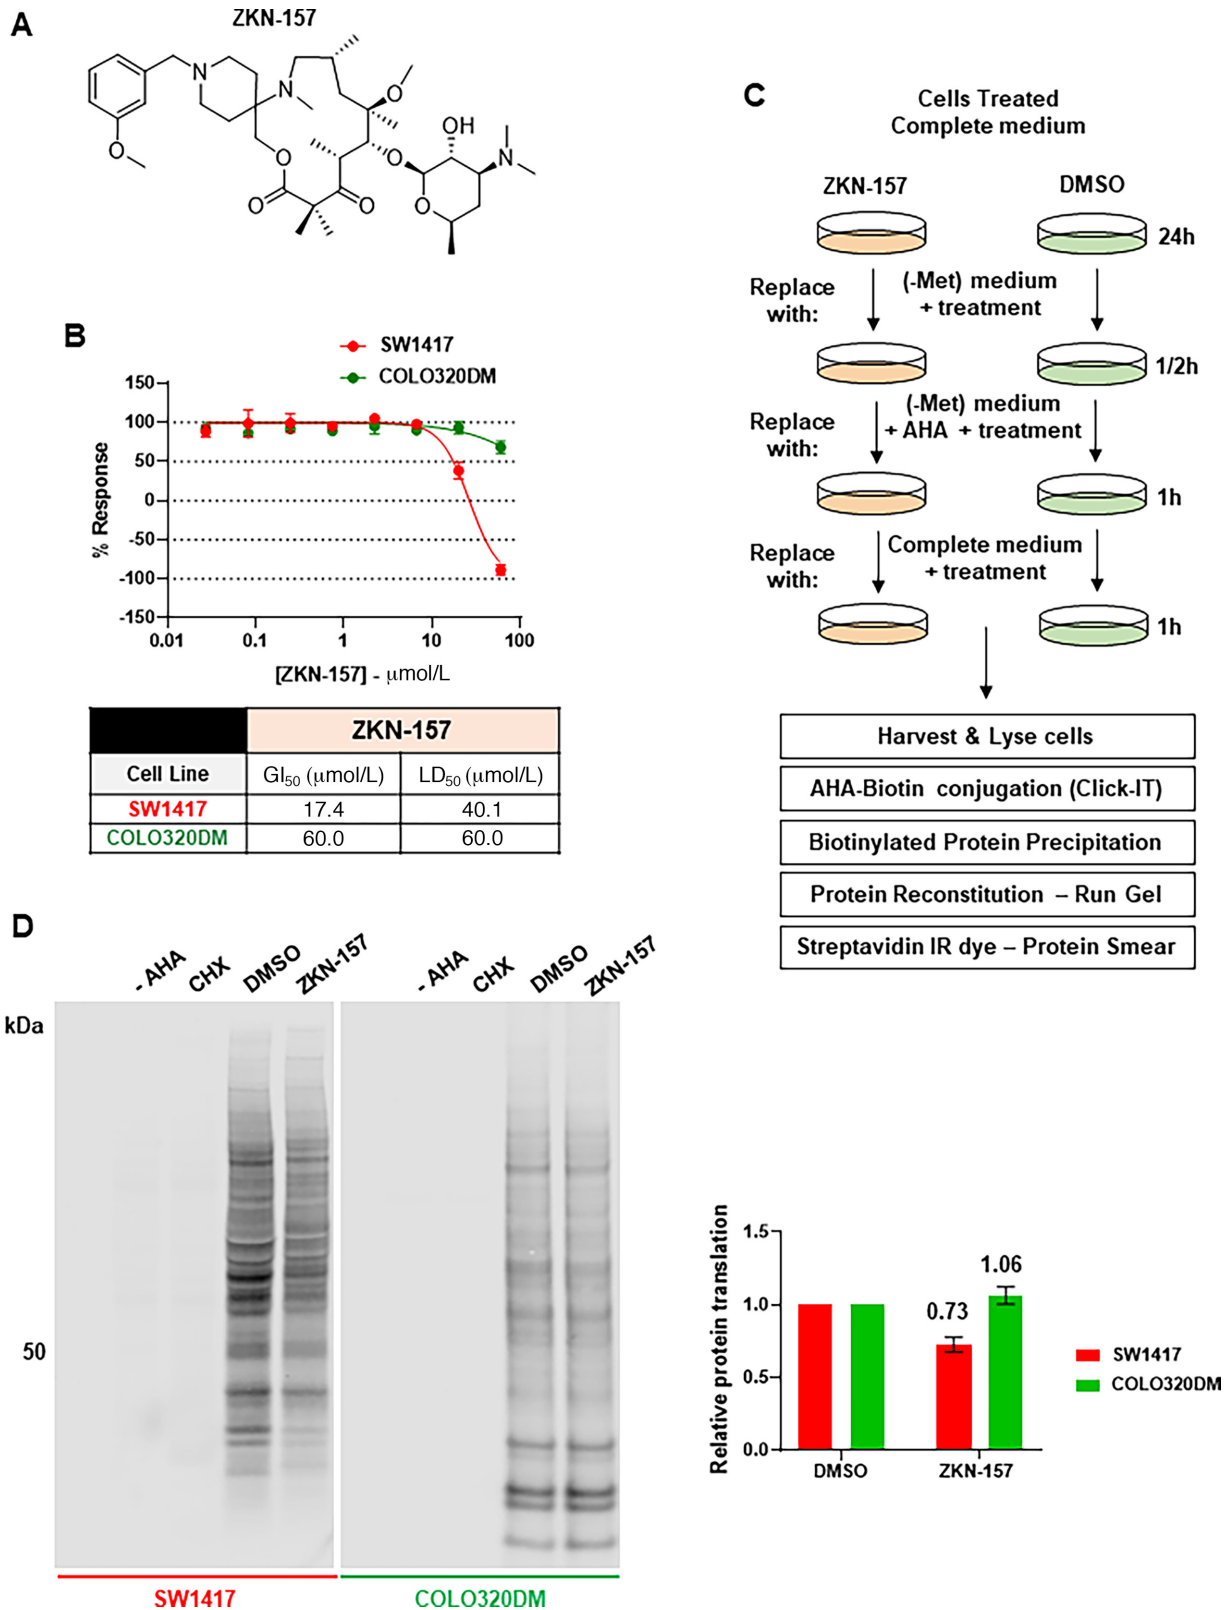 A
ZKN-157
N
N
O
O
OH
N
O
O
O
O
O
B
SW1417
COLO320DM
150
100
50
0
-50
-100
-150
% Response
0.01
0.1
1
10
100
[ZKN-157] - μmol/L
ZKN-157
Cell Line
GI50 (μmol/L)
LD50 (μmol/L)
SW1417
17.4
40.1
COLO320DM
60.0
60.0
C
Cells Treated
Complete medium
ZKN-157
DMSO
24h
Replace
with:
(-Met) medium
+ treatment
1/2h
Replace
with:
(-Met) medium
+ AHA + treatment
1h
Replace
with:
Complete medium
+ treatment
1h
Harvest & Lyse cells
AHA-Biotin conjugation (Click-IT)
Biotinylated Protein Precipitation
Protein Reconstitution – Run Gel
Streptavidin IR dye – Protein Smear
D
kDa
- AHA
CHX
DMSO
ZKN-157
- AHA
CHX
DMSO
ZKN-157
50
SW1417
COLO320DM
Relative protein translation
1.5
1.0
0.5
0.0
0.73
1.06
DMSO
ZKN-157
SW1417
COLO320DM